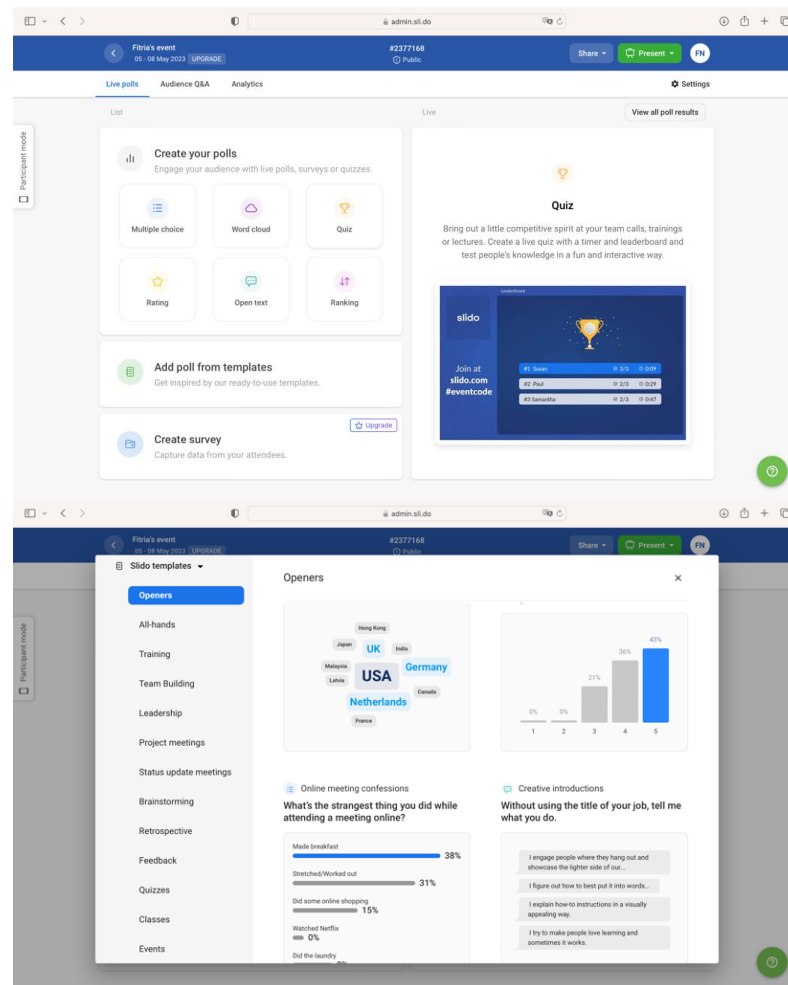 admin.sli.do
Fitria's event
05 - 08 May 2023 UPGRADE
#2377168
Public
Share
Present
FN
Live polls
Audience Q&A
Analytics
Settings
List
Live
View all poll results
Participant mode
Create your polls
Engage your audience with live polls, surveys or quizzes.
Multiple choice
Word cloud
Quiz
Rating
Open text
Ranking
Add poll from templates
Get inspired by our ready-to-use templates.
Upgrade
Create survey
Capture data from your attendees.
Quiz
Bring out a little competitive spirit at your team calls, trainings
or lectures. Create a live quiz with a timer and leaderboard and
test people's knowledge in a fun and interactive way.
slido
Leaderboard
Join at
slido.com
#eventcode
#1 Susan 3/3 0:09
#2 Paul 2/3 0:29
#3 Samantha 2/3 0:47
admin.sli.do
Fitria's event
05 - 08 May 2023 UPGRADE
#2377168
Public
Share
Present
FN
Participant mode
Slido templates
Openers
All-hands
Training
Team Building
Leadership
Project meetings
Status update meetings
Brainstorming
Retrospective
Feedback
Quizzes
Classes
Events
Openers
Hong Kong
Japan
UK
India
Malaysia
USA
Germany
Latvia
Canada
Netherlands
France
43%
36%
21%
0% 0%
1 2 3 4 5
Online meeting confessions
What's the strangest thing you did while
attending a meeting online?
Made breakfast
38%
Stretched/Worked out
31%
Did some online shopping
15%
Watched Netflix
0%
Did the laundry
Creative introductions
Without using the title of your job, tell me
what you do.
I engage people where they hang out and
showcase the lighter side of our...
I figure out how to best put it into words...
I explain how-to instructions in a visually
appealing way.
I try to make people love learning and
sometimes it works.